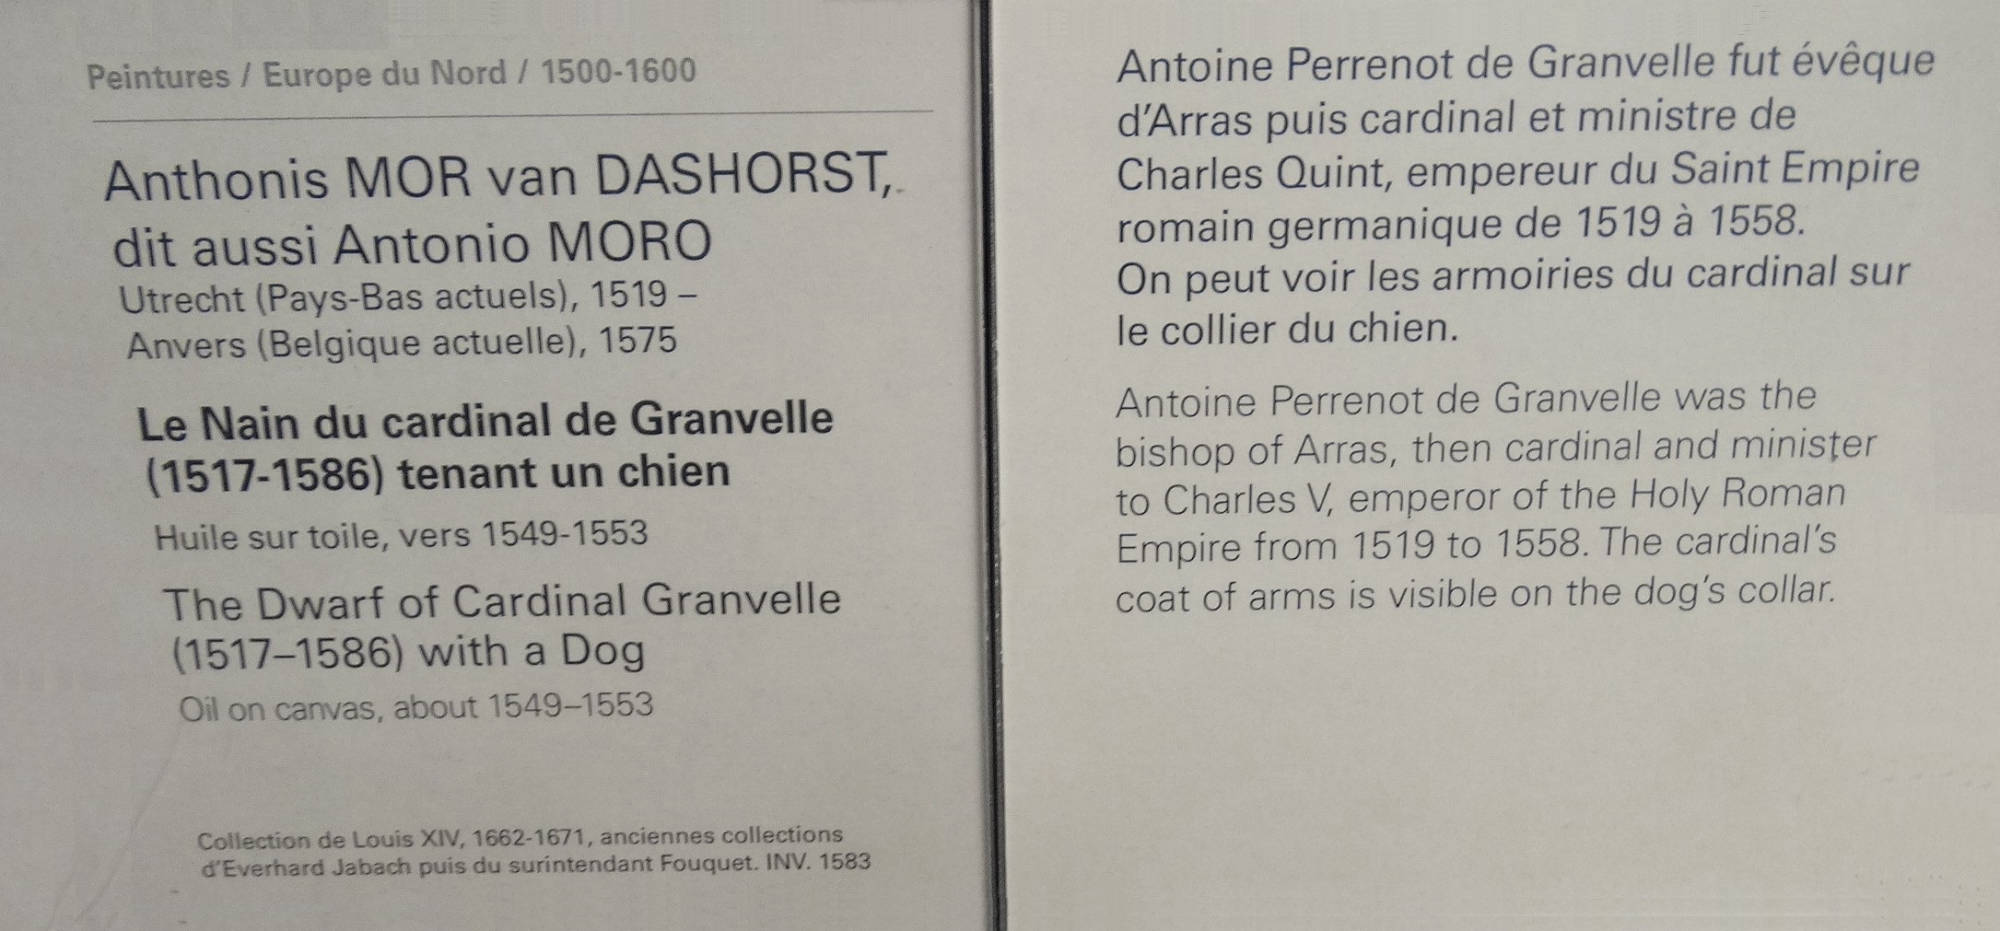 Peintures / Europe du Nord / 1500-1600
Anthonis MOR van DASHORST,
dit aussi Antonio MORO
Utrecht (Pays-Bas actuels), 1519 –
Anvers (Belgique actuelle), 1575
Le Nain du cardinal de Granvelle
(1517-1586) tenant un chien
Huile sur toile, vers 1549-1553
The Dwarf of Cardinal Granvelle
(1517–1586) with a Dog
Oil on canvas, about 1549–1553
Collection de Louis XIV, 1662-1671, anciennes collections
d'Everhard Jabach puis du surintendant Fouquet. INV. 1583
Antoine Perrenot de Granvelle fut évêque
d'Arras puis cardinal et ministre de
Charles Quint, empereur du Saint Empire
romain germanique de 1519 à 1558.
On peut voir les armoiries du cardinal sur
le collier du chien.
Antoine Perrenot de Granvelle was the
bishop of Arras, then cardinal and minister
to Charles V, emperor of the Holy Roman
Empire from 1519 to 1558. The cardinal's
coat of arms is visible on the dog's collar.